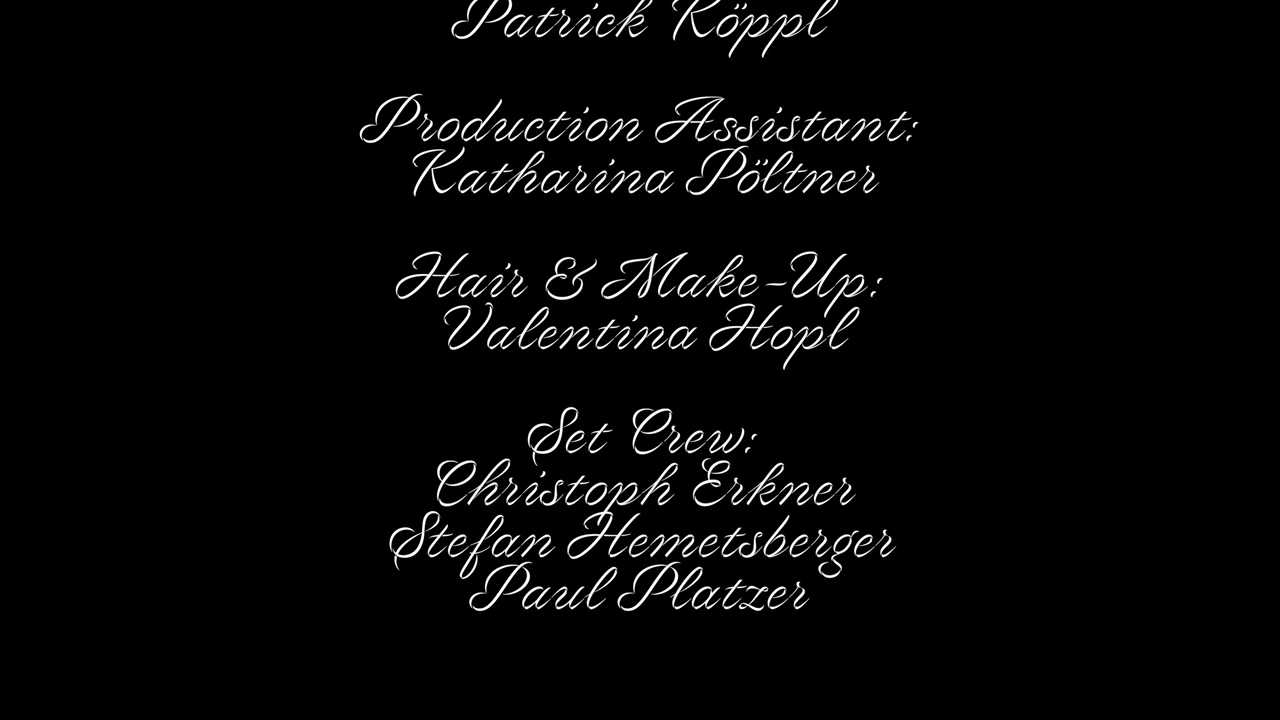 Patrick Köppl
Production Assistant:
Katharina Pöltner
Hair & Make-Up:
Valentina Hopl
Set Crew:
Christoph Erkner
Stefan Hemetsberger
Paul Platzer